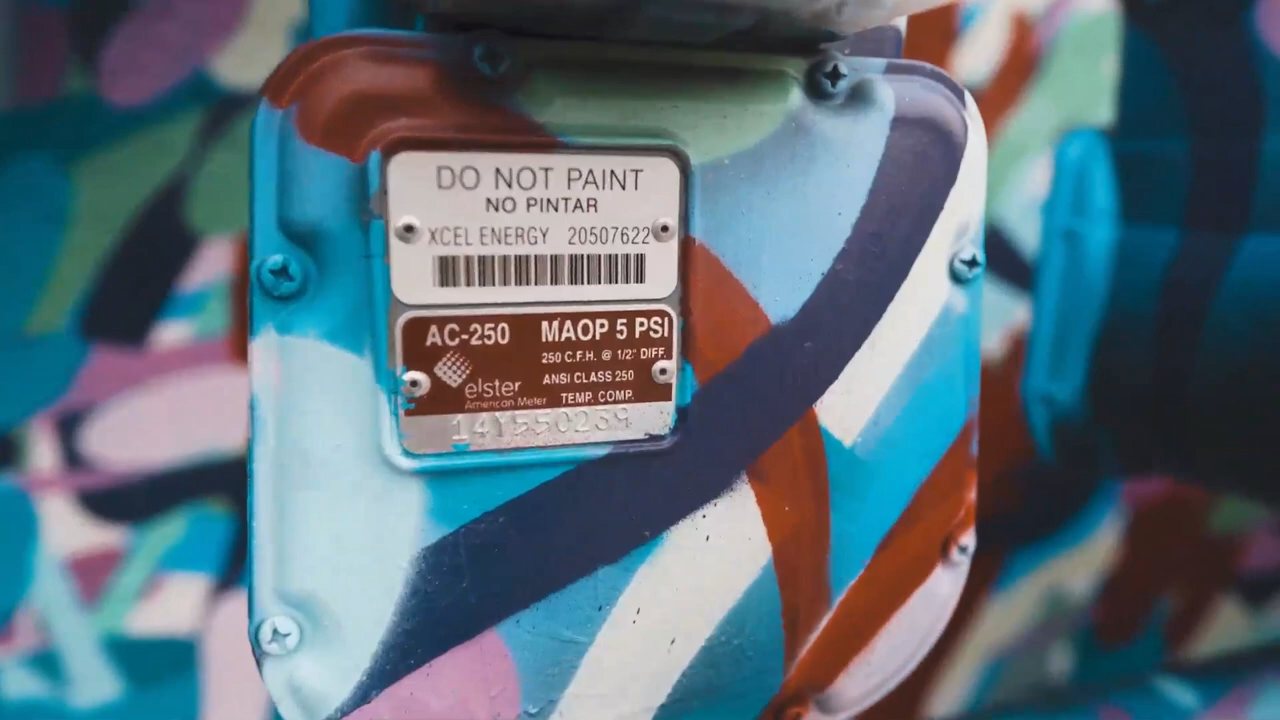 DO NOT PAINT
NO PINTAR
XCEL ENERGY 20507622
AC-250 MAOP 5 PSI
250 C.F.H. @ 1/2" DIFF.
elster ANSI CLASS 250
American Meter TEMP. COMP.
14Y550239